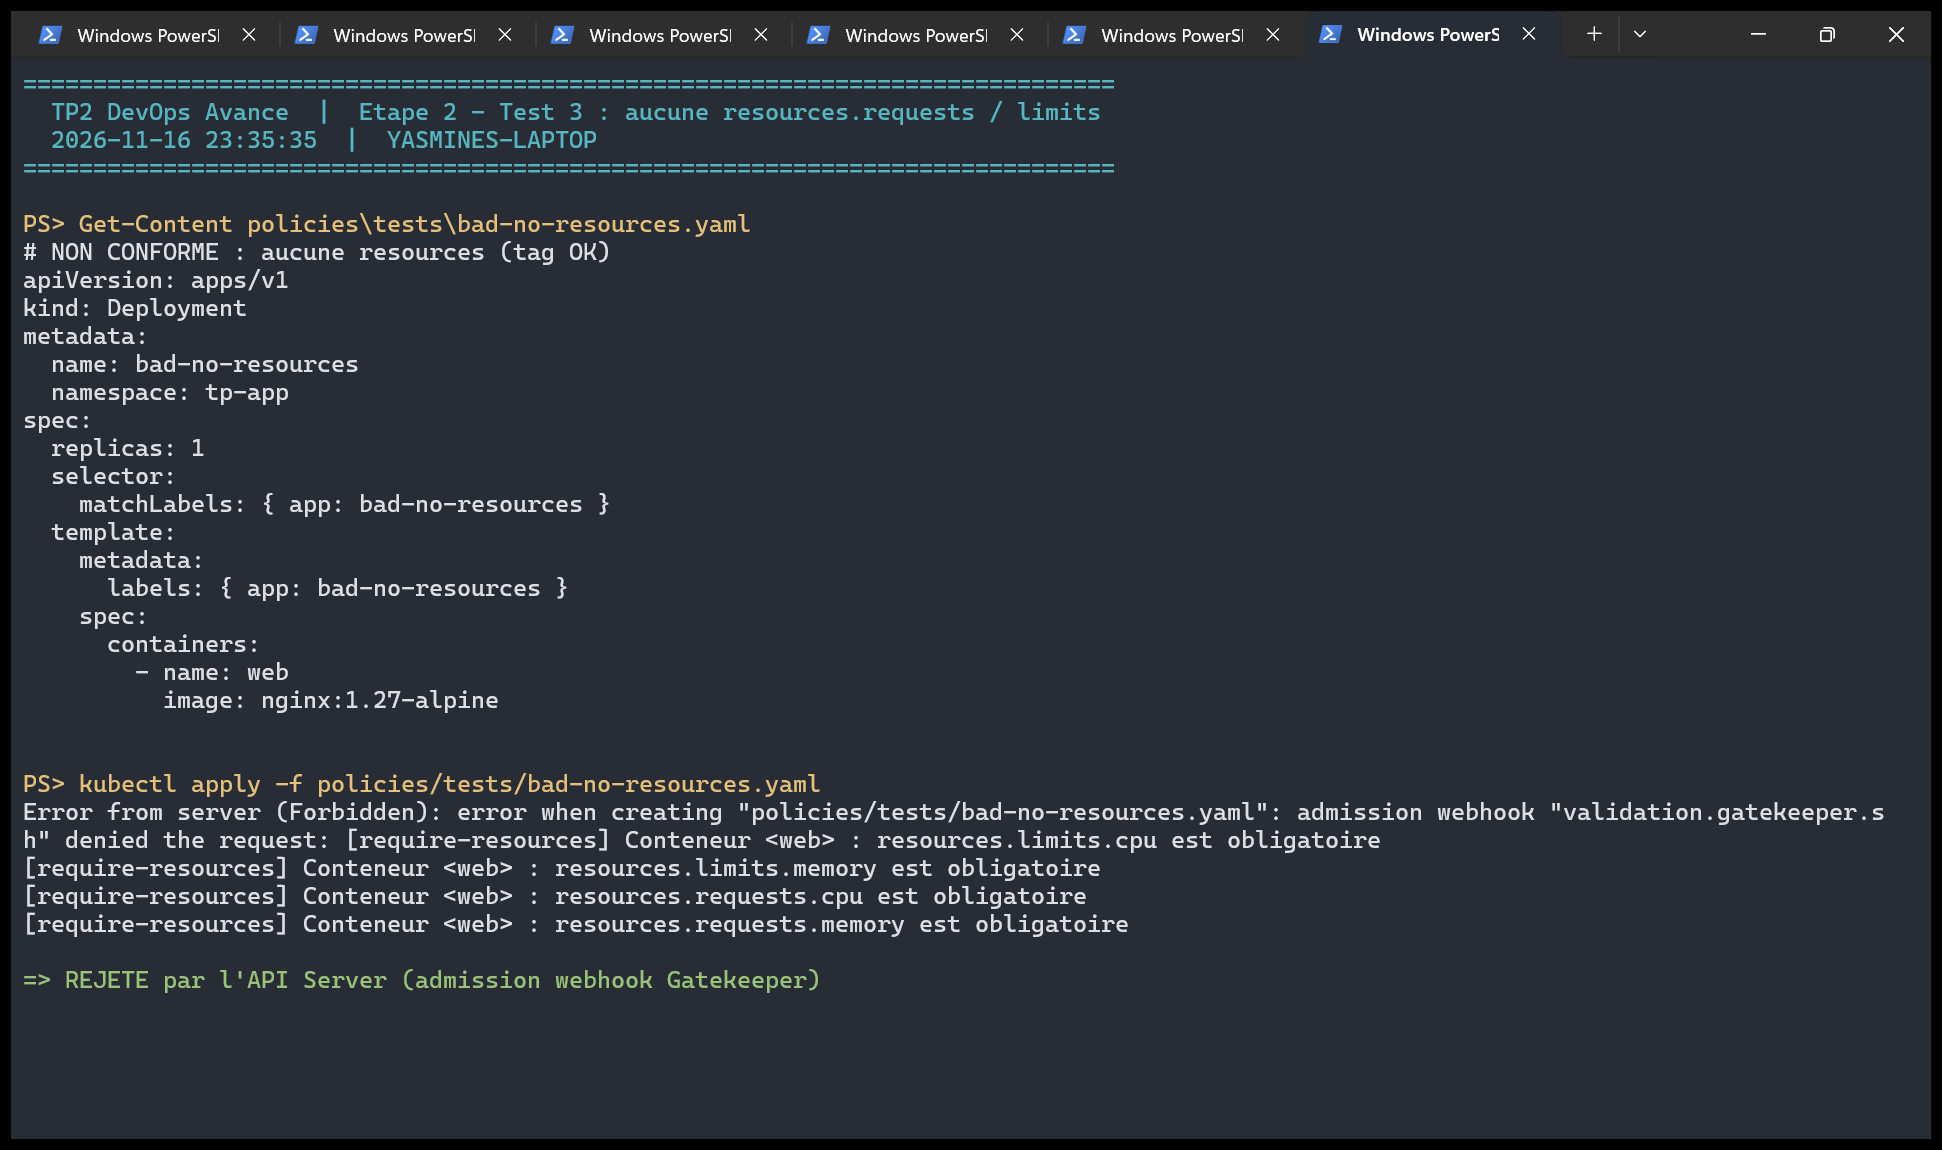 Windows PowerSl Windows PowerSl Windows PowerSl Windows PowerSl Windows PowerSl Windows PowerS
==============================================================================
  TP2 DevOps Avance  |  Etape 2 - Test 3 : aucune resources.requests / limits
  2026-11-16 23:35:35  |  YASMINES-LAPTOP
==============================================================================
PS> Get-Content policies\tests\bad-no-resources.yaml
# NON CONFORME : aucune resources (tag OK)
apiVersion: apps/v1
kind: Deployment
metadata:
  name: bad-no-resources
  namespace: tp-app
spec:
  replicas: 1
  selector:
    matchLabels: { app: bad-no-resources }
  template:
    metadata:
      labels: { app: bad-no-resources }
    spec:
      containers:
        - name: web
          image: nginx:1.27-alpine
PS> kubectl apply -f policies/tests/bad-no-resources.yaml
Error from server (Forbidden): error when creating "policies/tests/bad-no-resources.yaml": admission webhook "validation.gatekeeper.s
h" denied the request: [require-resources] Conteneur <web> : resources.limits.cpu est obligatoire
[require-resources] Conteneur <web> : resources.limits.memory est obligatoire
[require-resources] Conteneur <web> : resources.requests.cpu est obligatoire
[require-resources] Conteneur <web> : resources.requests.memory est obligatoire
=> REJETE par l'API Server (admission webhook Gatekeeper)